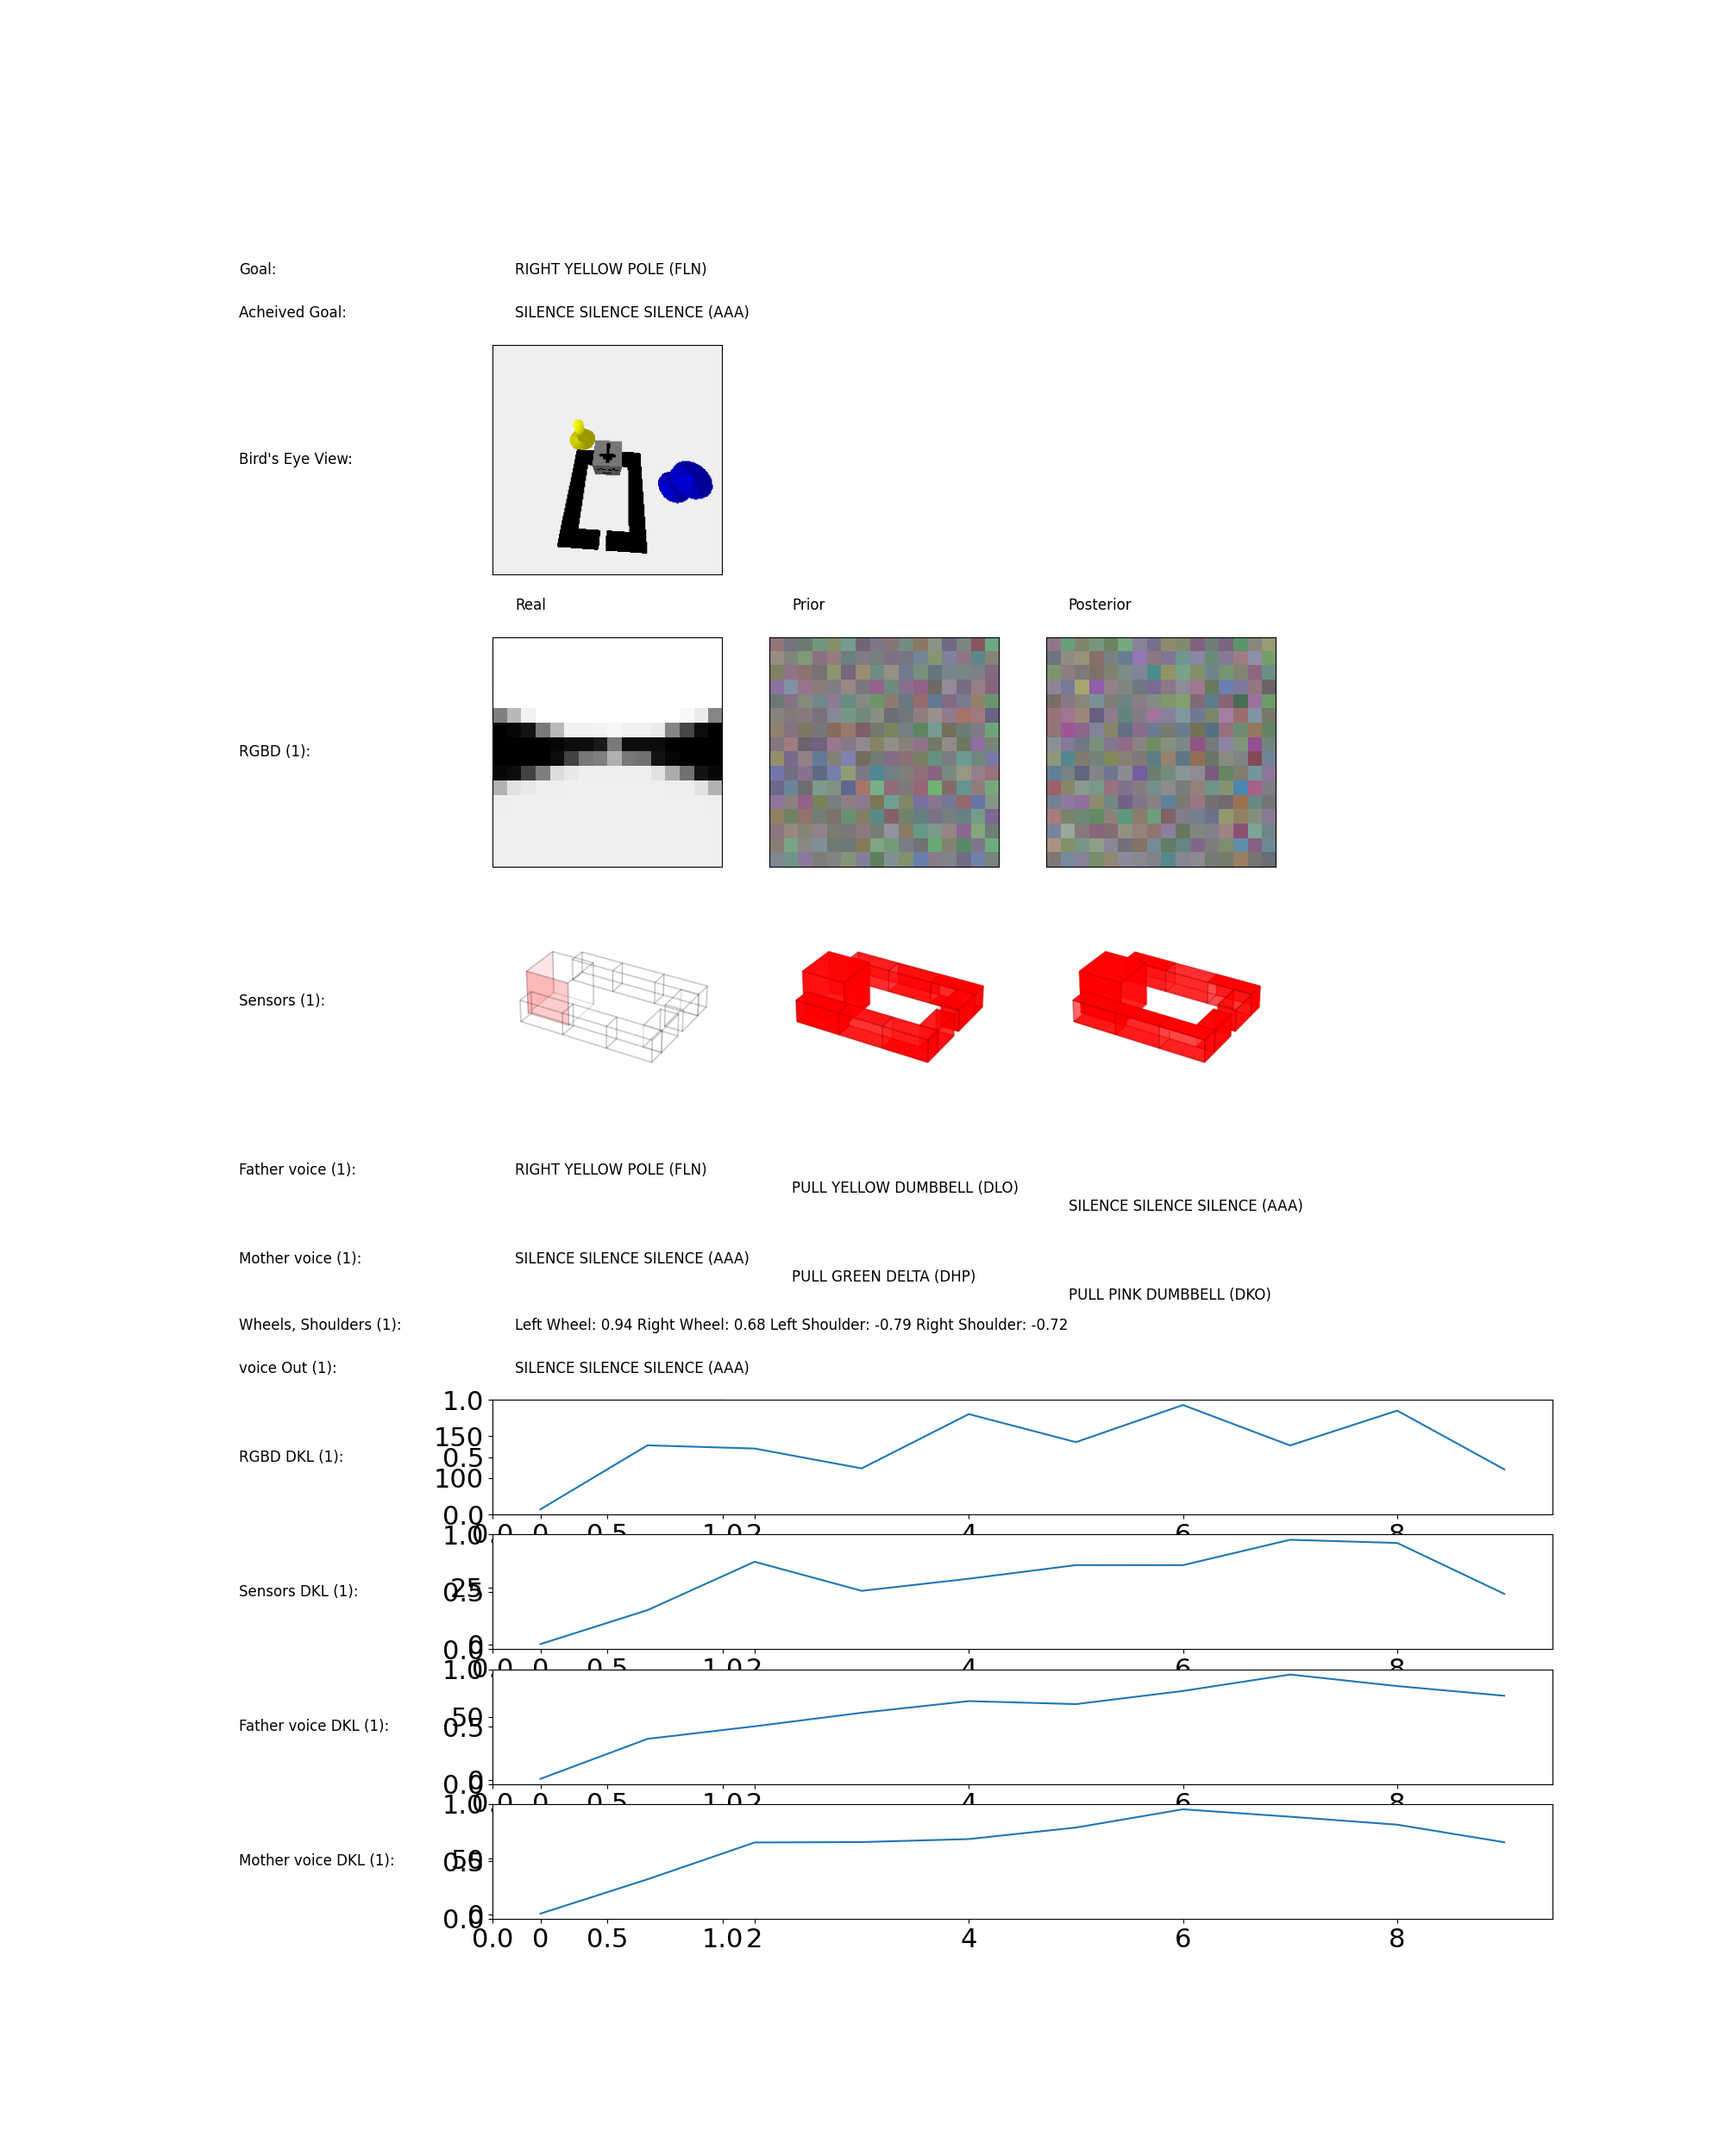 Goal: RIGHT YELLOW POLE (FLN)
Acheived Goal: SILENCE SILENCE SILENCE (AAA)
Bird's Eye View:
Real Prior Posterior
RGBD (1):
Sensors (1):
Father voice (1): RIGHT YELLOW POLE (FLN)
PULL YELLOW DUMBBELL (DLO)
SILENCE SILENCE SILENCE (AAA)
Mother voice (1): SILENCE SILENCE SILENCE (AAA)
PULL GREEN DELTA (DHP)
PULL PINK DUMBBELL (DKO)
Wheels, Shoulders (1): Left Wheel: 0.94 Right Wheel: 0.68 Left Shoulder: -0.79 Right Shoulder: -0.72
voice Out (1): SILENCE SILENCE SILENCE (AAA)
1.0
150
RGBD DKL (1): 0.5
100
0.0
0.0 0 0.5 1.0 2 4 6 8
1.0
25
Sensors DKL (1): 0.5
0
0.0
0.0 0 0.5 1.0 2 4 6 8
1.0
50
Father voice DKL (1): 0.5
0
0.0
0.0 0 0.5 1.0 2 4 6 8
1.0
50
Mother voice DKL (1): 0.5
0
0.0
0.0 0 0.5 1.0 2 4 6 8